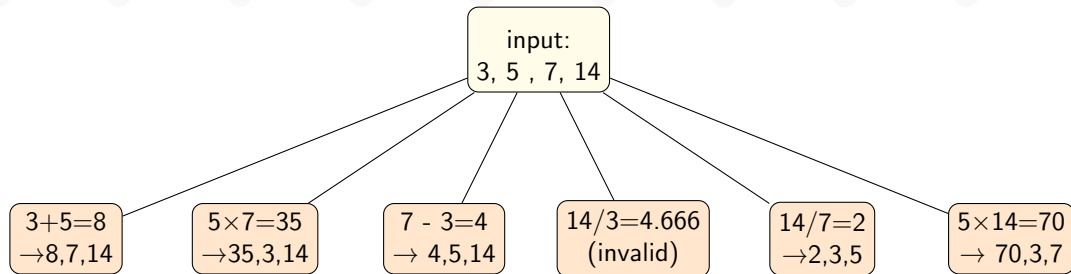 input:
3, 5 , 7, 14
3+5=8
→8,7,14
5×7=35
→35,3,14
7 - 3=4
→ 4,5,14
14/3=4.666
(invalid)
14/7=2
→2,3,5
5×14=70
→ 70,3,7